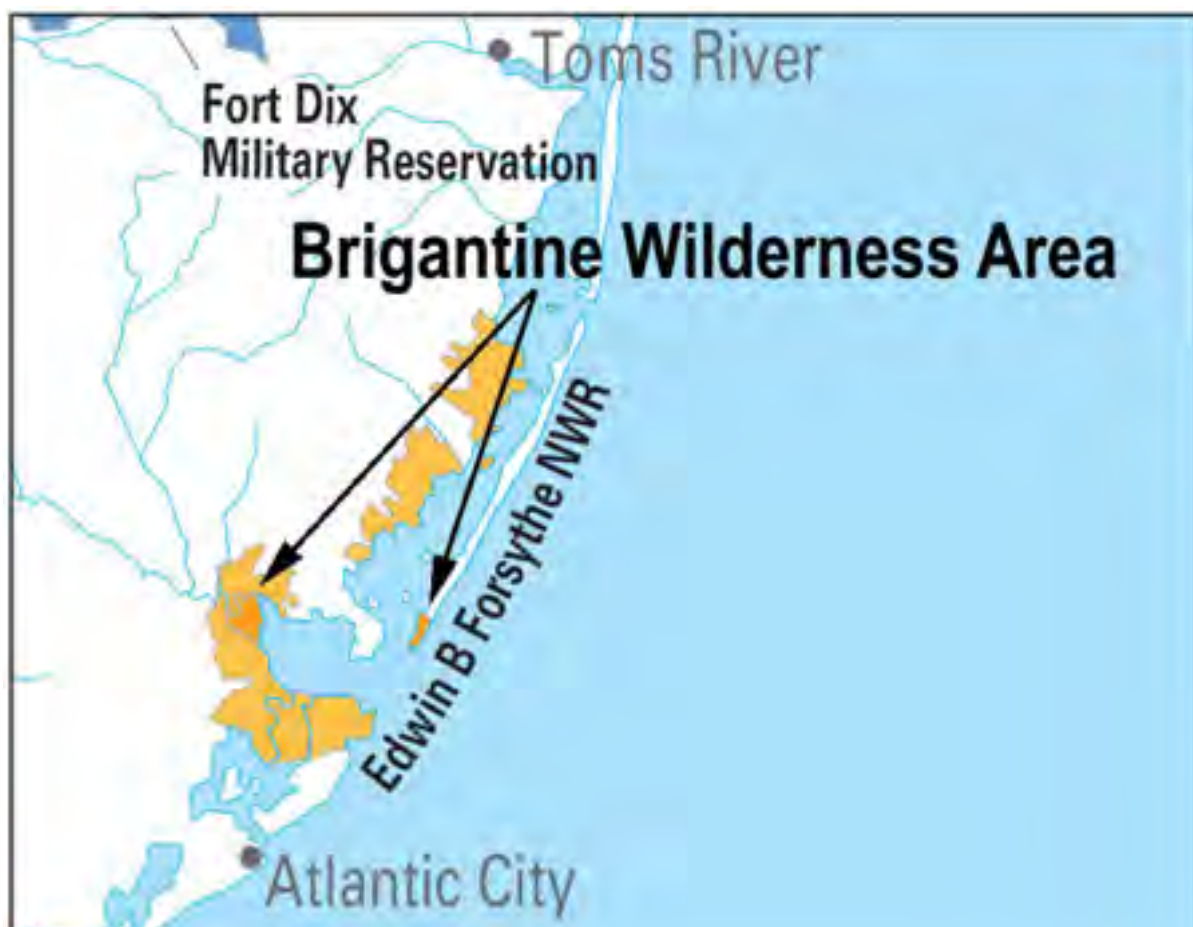 Toms River
Fort Dix
Military Reservation
Brigantine Wilderness Area
Edwin B Forsythe NWR
Atlantic City